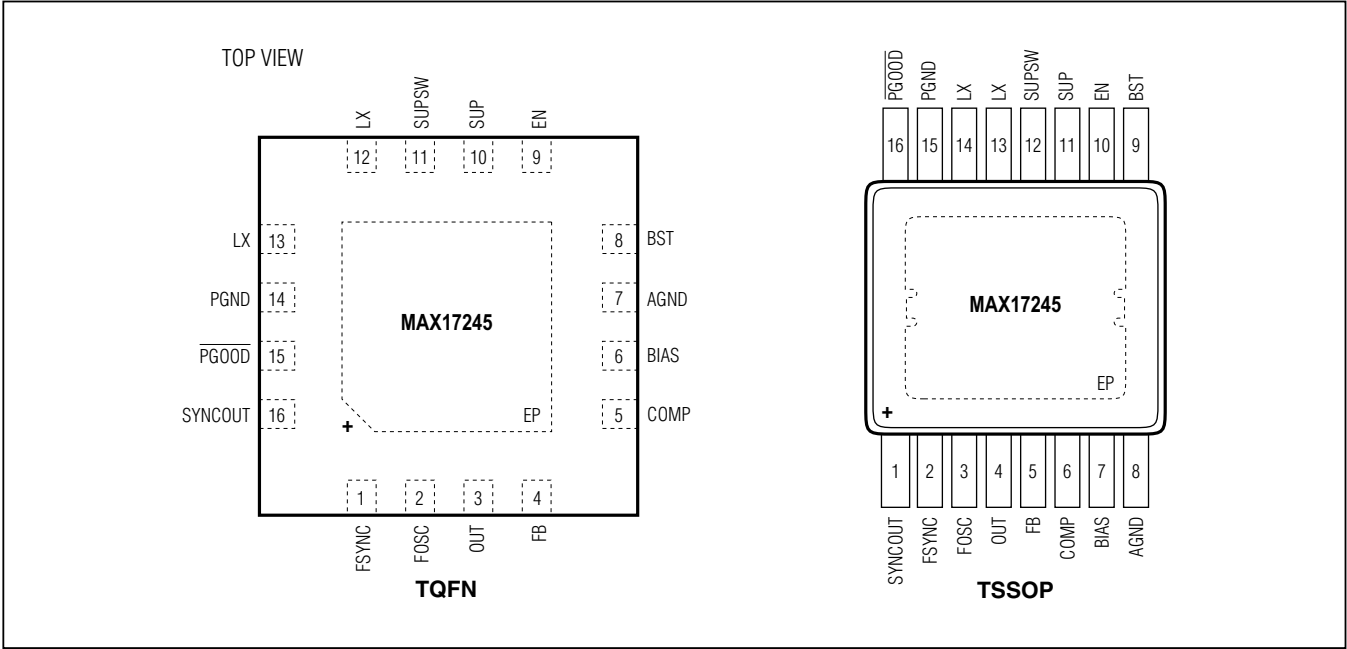 TOP VIEW
LX
SUPSW
SUP
EN
12
11
10
9
LX 13
PGND 14
PGOOD 15
SYNCOUT 16
8 BST
7 AGND
6 BIAS
5 COMP
MAX17245
EP
+
1
2
3
4
FSYNC
FOSC
OUT
FB
TQFN
PGOOD
PGND
LX
LX
SUPSW
SUP
EN
BST
16
15
14
13
12
11
10
9
MAX17245
EP
+
1
2
3
4
5
6
7
8
SYNCOUT
FSYNC
FOSC
OUT
FB
COMP
BIAS
AGND
TSSOP